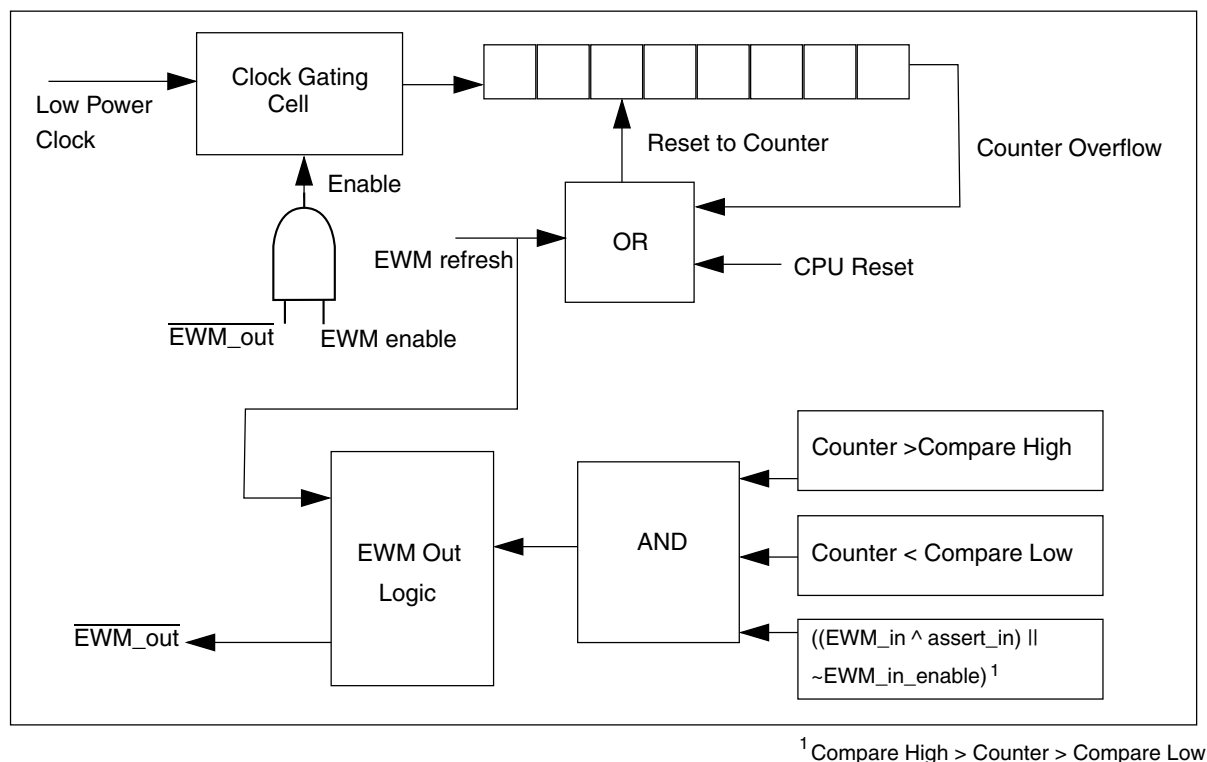 Clock Gating
Cell
Low Power
Clock
Reset to Counter
Counter Overflow
Enable
OR
EWM refresh
CPU Reset
EWM_out
EWM enable
Counter >Compare High
EWM Out
Logic
AND
Counter < Compare Low
EWM_out
((EWM_in ^ assert_in) ||
~EWM_in_enable) 1
1 Compare High > Counter > Compare Low